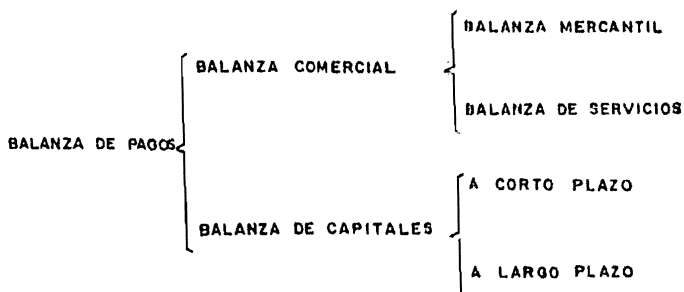 BALANZA DE PAGOS
BALANZA COMERCIAL
BALANZA MERCANTIL
BALANZA DE SERVICIOS
BALANZA DE CAPITALES
A CORTO PLAZO
A LARGO PLAZO